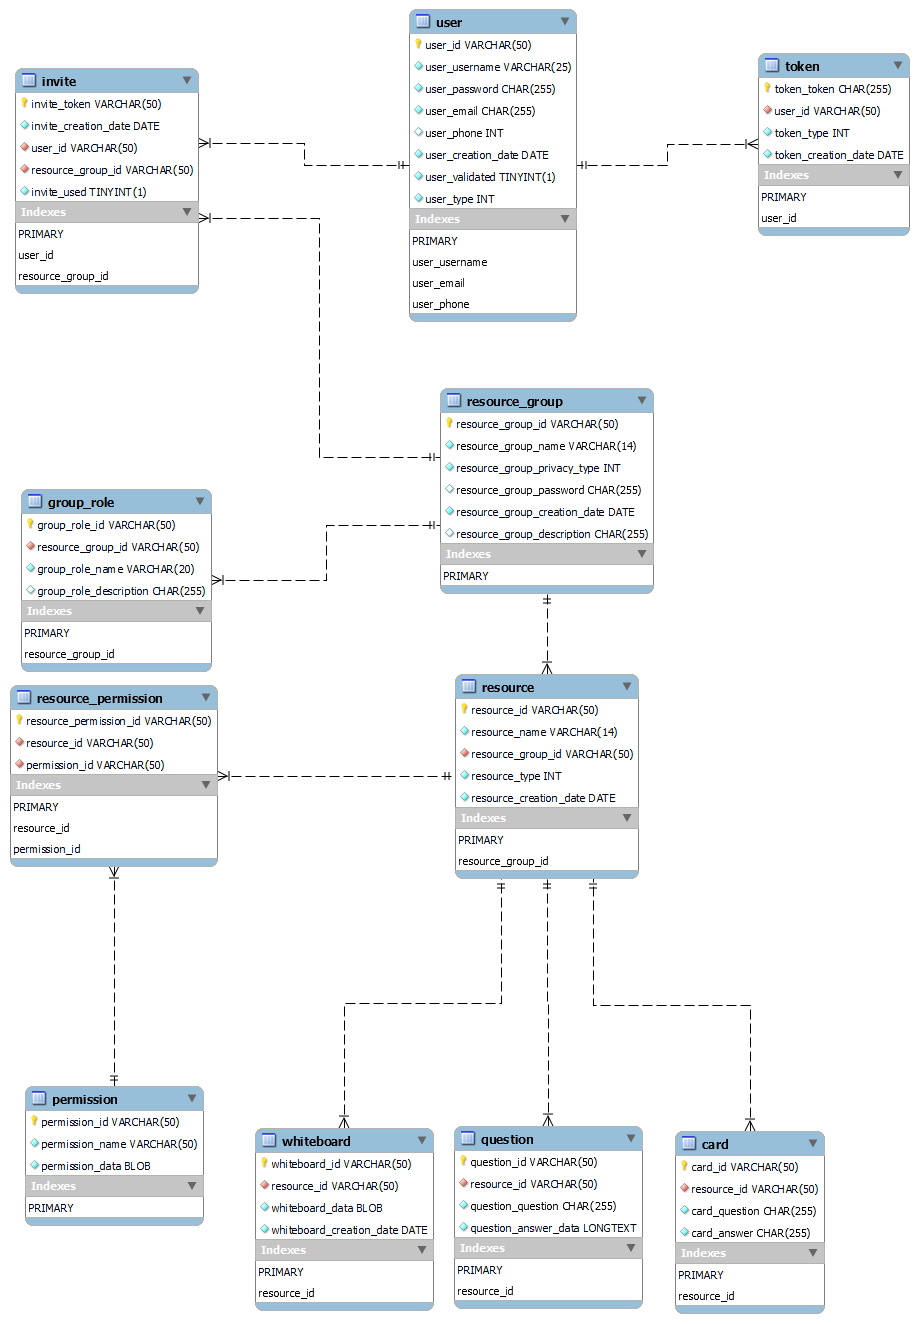 user
user_id VARCHAR(50)
user_username VARCHAR(25)
user_password CHAR(255)
user_email CHAR(255)
user_phone INT
user_creation_date DATE
user_validated TINYINT(1)
user_type INT
Indexes
PRIMARY
user_username
user_email
user_phone
invite
invite_token VARCHAR(50)
invite_creation_date DATE
user_id VARCHAR(50)
resource_group_id VARCHAR(50)
invite_used TINYINT(1)
Indexes
PRIMARY
user_id
resource_group_id
token
token_token CHAR(255)
user_id VARCHAR(50)
token_type INT
token_creation_date DATE
Indexes
PRIMARY
user_id
resource_group
resource_group_id VARCHAR(50)
resource_group_name VARCHAR(14)
resource_group_privacy_type INT
resource_group_password CHAR(255)
resource_group_creation_date DATE
resource_group_description CHAR(255)
Indexes
PRIMARY
group_role
group_role_id VARCHAR(50)
resource_group_id VARCHAR(50)
group_role_name VARCHAR(20)
group_role_description CHAR(255)
Indexes
PRIMARY
resource_group_id
resource
resource_id VARCHAR(50)
resource_name VARCHAR(14)
resource_group_id VARCHAR(50)
resource_type INT
resource_creation_date DATE
Indexes
PRIMARY
resource_group_id
resource_permission
resource_permission_id VARCHAR(50)
resource_id VARCHAR(50)
permission_id VARCHAR(50)
Indexes
PRIMARY
resource_id
permission_id
permission
permission_id VARCHAR(50)
permission_name VARCHAR(50)
permission_data BLOB
Indexes
PRIMARY
whiteboard
whiteboard_id VARCHAR(50)
resource_id VARCHAR(50)
whiteboard_data BLOB
whiteboard_creation_date DATE
Indexes
PRIMARY
resource_id
question
question_id VARCHAR(50)
resource_id VARCHAR(50)
question_question CHAR(255)
question_answer_data LONGTEXT
Indexes
PRIMARY
resource_id
card
card_id VARCHAR(50)
resource_id VARCHAR(50)
card_question CHAR(255)
card_answer CHAR(255)
Indexes
PRIMARY
resource_id